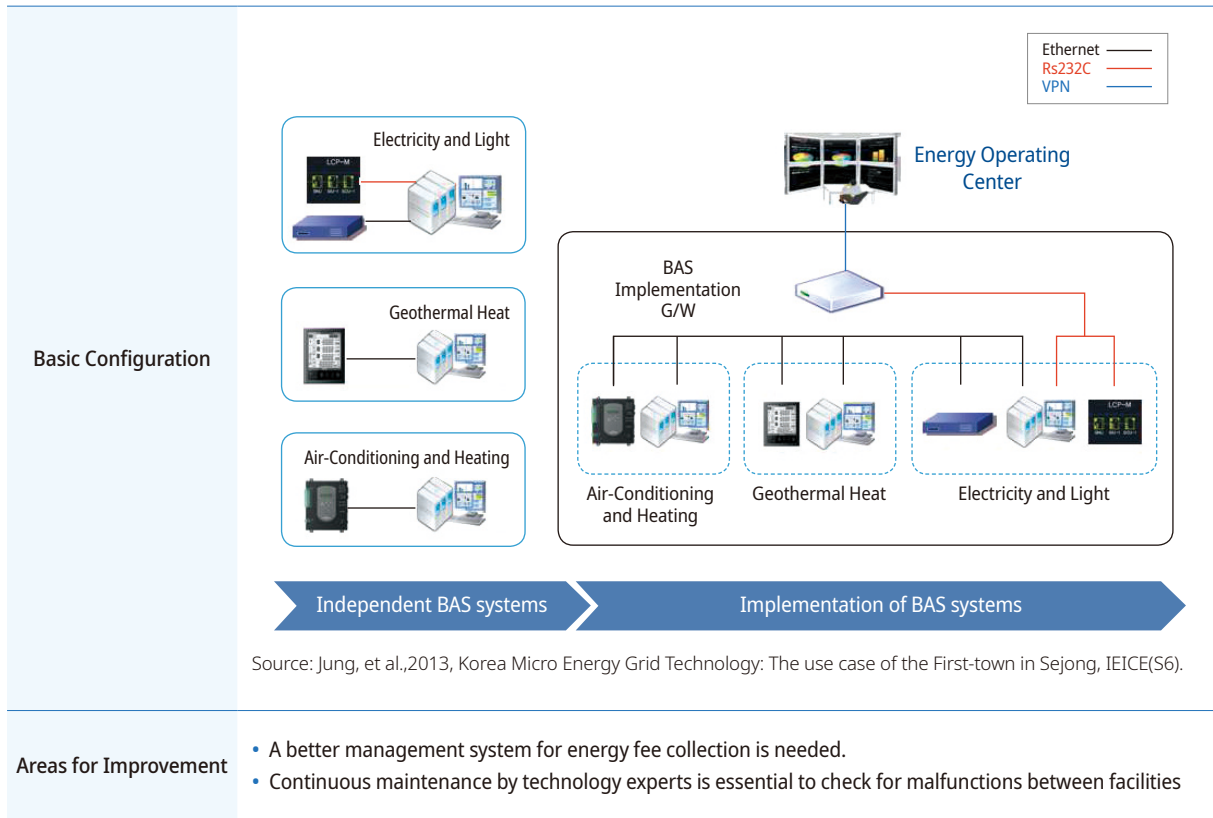 Ethernet
Rs232C
VPN
Basic Configuration
Electricity and Light
LCP-M
Geothermal Heat
Air-Conditioning and Heating
Energy Operating
Center
BAS
Implementation
G/W
LCP-M
Air-Conditioning
and Heating
Geothermal Heat
Electricity and Light
Independent BAS systems
Implementation of BAS systems
Source: Jung, et al.,2013, Korea Micro Energy Grid Technology: The use case of the First-town in Sejong, IEICE(S6).
Areas for Improvement
• A better management system for energy fee collection is needed.
• Continuous maintenance by technology experts is essential to check for malfunctions between facilities